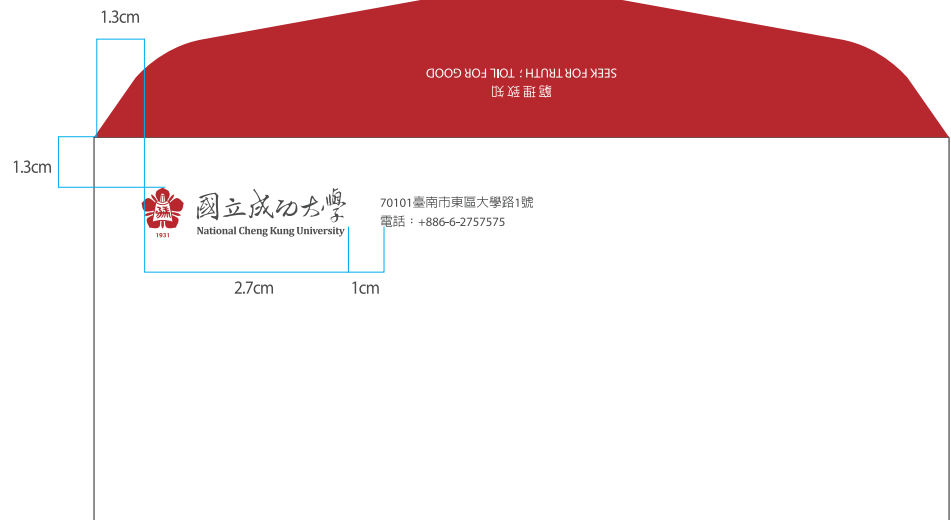 1.3cm
SEEK FOR TRUTH; TOIL FOR GOOD
窮理致知
1.3cm
國立成功大學
National Cheng Kung University
1931
70101臺南市東區大學路1號
電話：+886-6-2757575
2.7cm
1cm